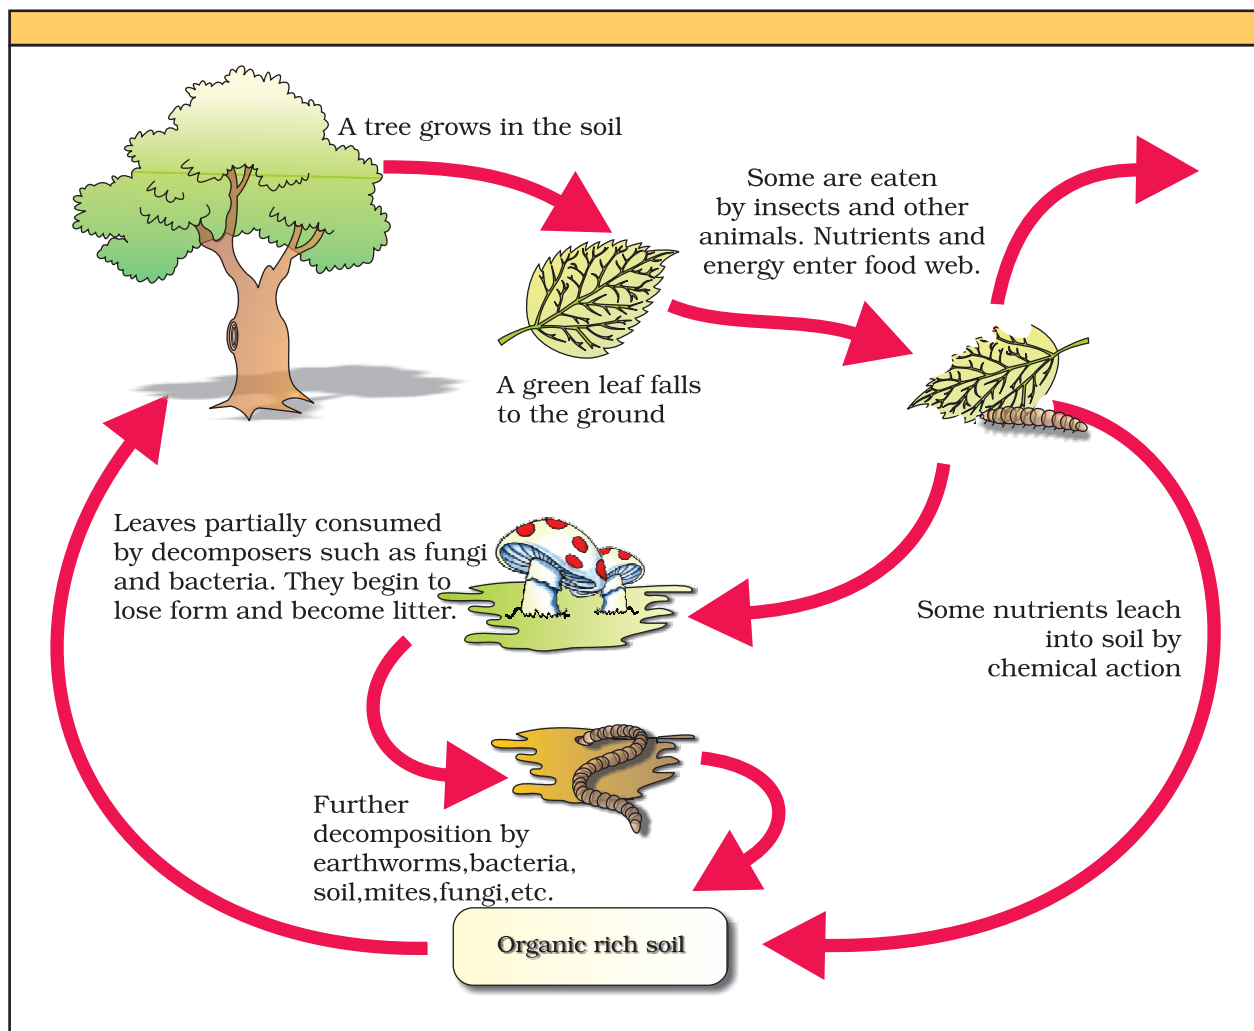 A tree grows in the soil
Some are eaten
by insects and other
animals. Nutrients and
energy enter food web.
A green leaf falls
to the ground
Leaves partially consumed
by decomposers such as fungi
and bacteria. They begin to
lose form and become litter.
Some nutrients leach
into soil by
chemical action
Further
decomposition by
earthworms,bacteria,
soil,mites,fungi,etc.
Organic rich soil